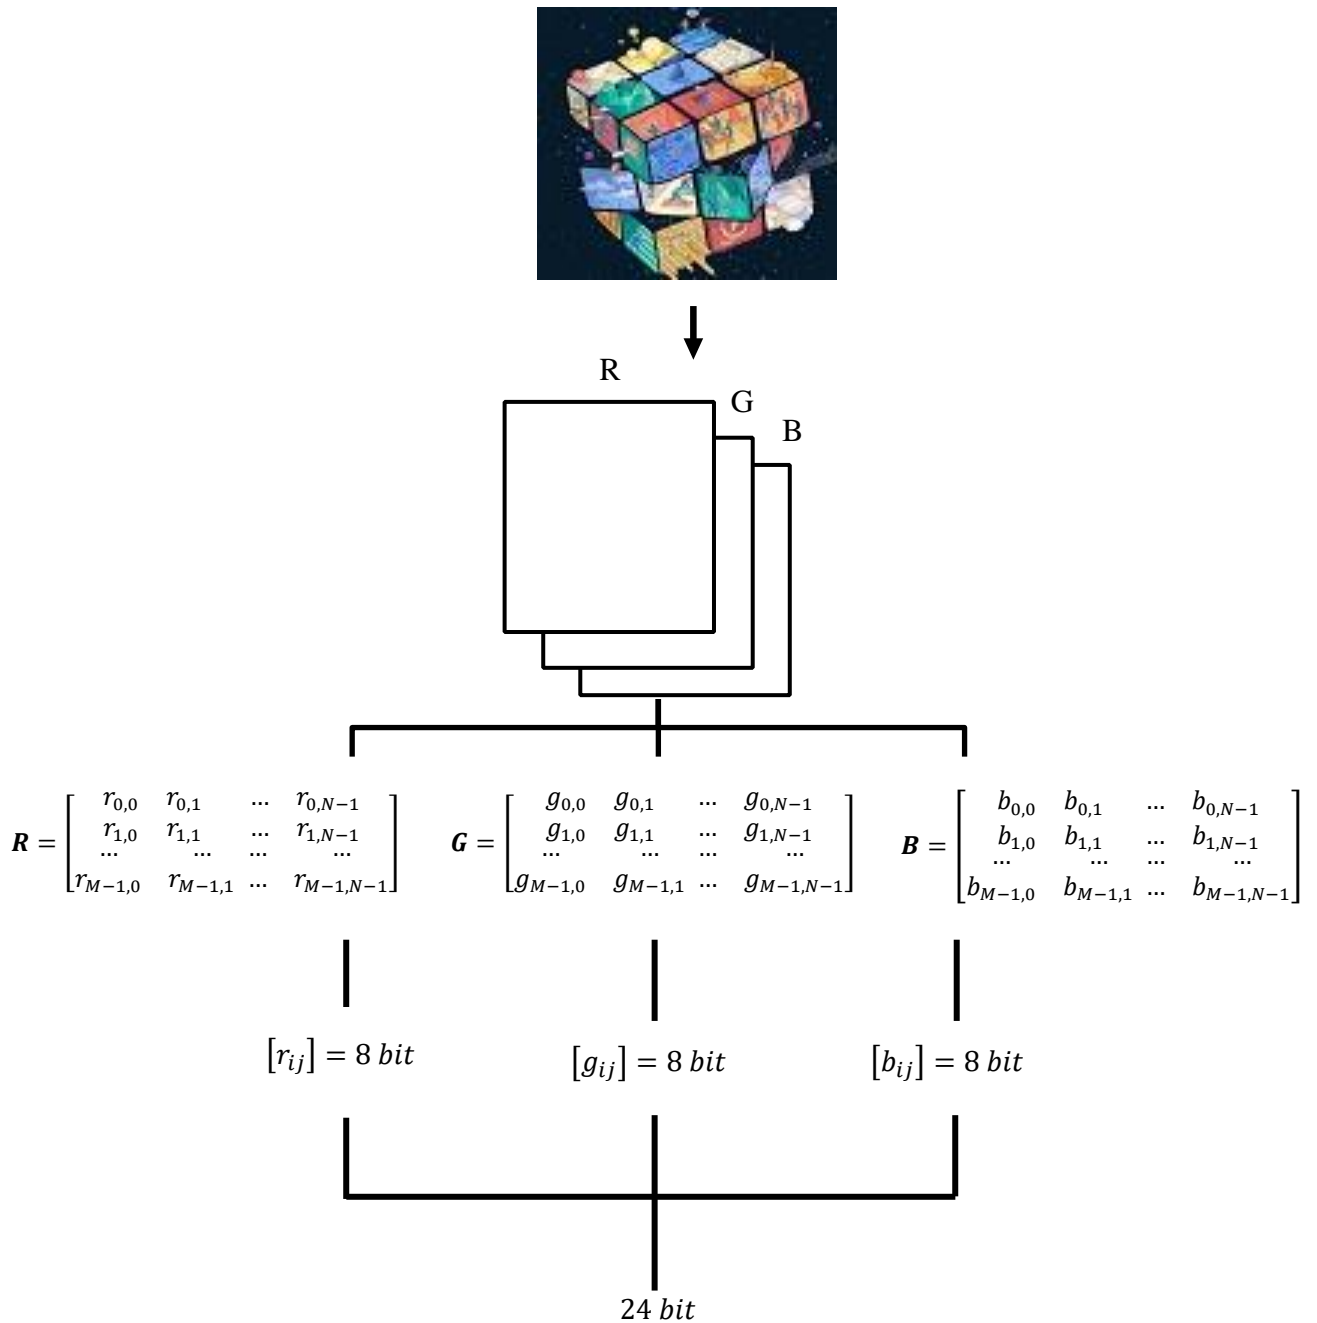 R
G
B
R = [r0,0 r0,1 ... r0,N−1
r1,0 r1,1 ... r1,N−1
... ... ... ...
rM−1,0 rM−1,1 ... rM−1,N−1]
G = [g0,0 g0,1 ... g0,N−1
g1,0 g1,1 ... g1,N−1
... ... ... ...
gM−1,0 gM−1,1 ... gM−1,N−1]
B = [b0,0 b0,1 ... b0,N−1
b1,0 b1,1 ... b1,N−1
... ... ... ...
bM−1,0 bM−1,1 ... bM−1,N−1]
[rij] = 8 bit
[gij] = 8 bit
[bij] = 8 bit
24 bit